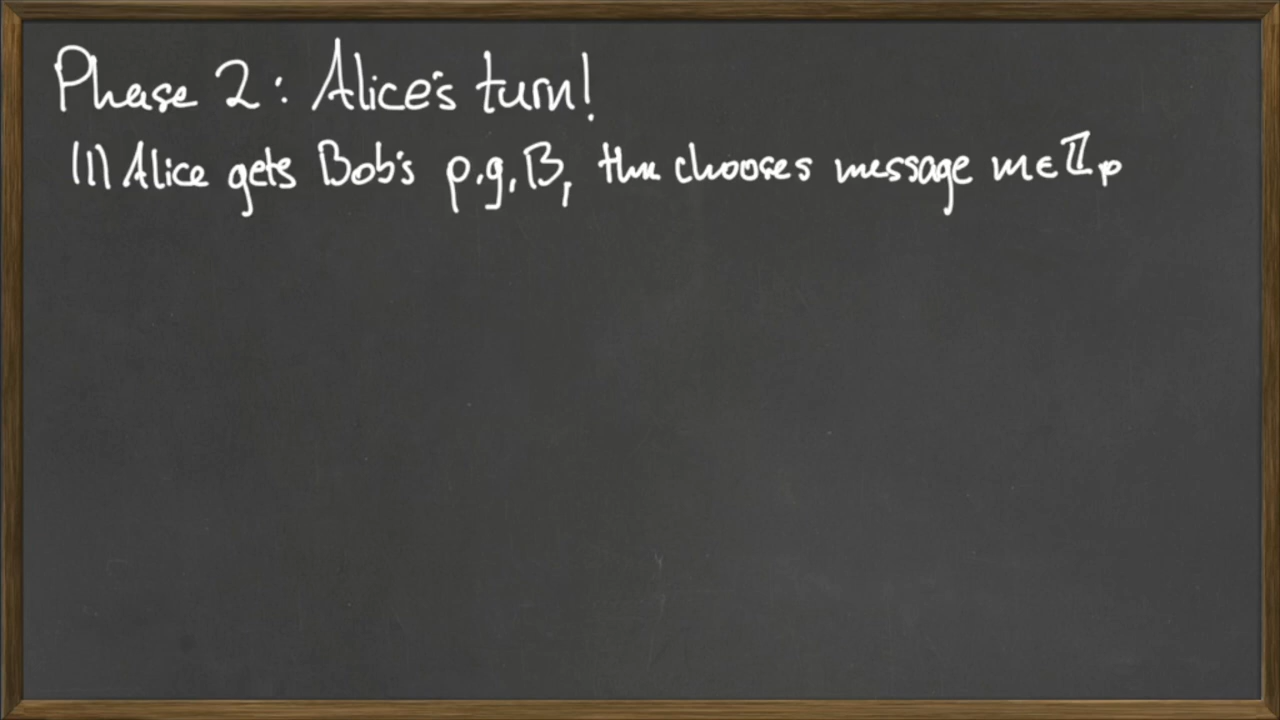 Phase 2: Alice's turn!
(1) Alice gets Bob's p,g,B, then chooses message m∈ℤp